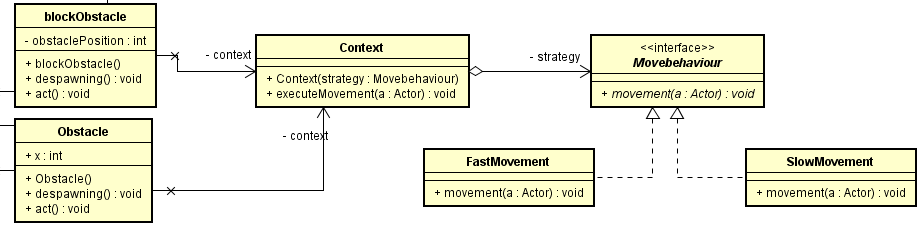 blockObstacle
- obstaclePosition : int
+ blockObstacle()
+ despawning() : void
+ act() : void
- context
Context
+ Context(strategy : Movebehaviour)
+ executeMovement(a : Actor) : void
- strategy
<<interface>>
Movebehaviour
+ movement(a : Actor) : void
Obstacle
+ x : int
+ Obstacle()
+ despawning() : void
+ act() : void
- context
FastMovement
+ movement(a : Actor) : void
SlowMovement
+ movement(a : Actor) : void